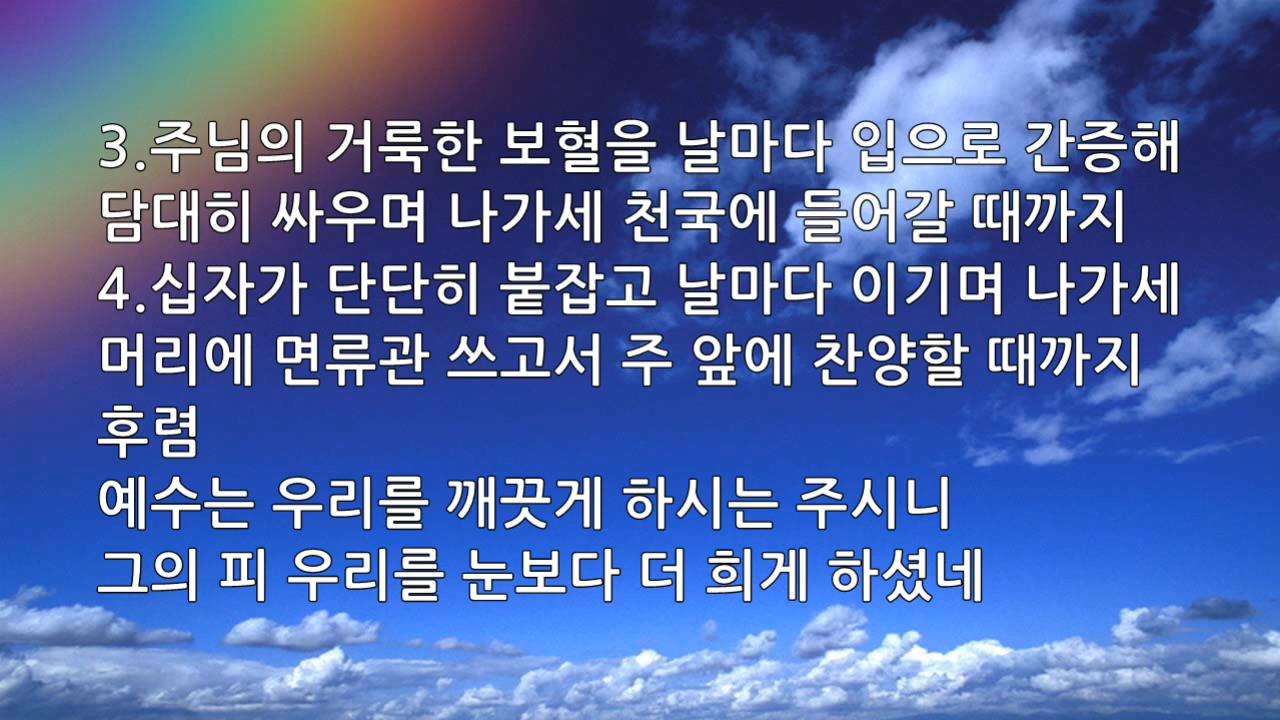 3.주님의 거룩한 보혈을 날마다 입으로 간증해
담대히 싸우며 나가세 천국에 들어갈 때까지
4.십자가 단단히 붙잡고 날마다 이기며 나가세
머리에 면류관 쓰고서 주 앞에 찬양할 때까지
후렴
예수는 우리를 깨끗게 하시는 주시니
그의 피 우리를 눈보다 더 희게 하셨네